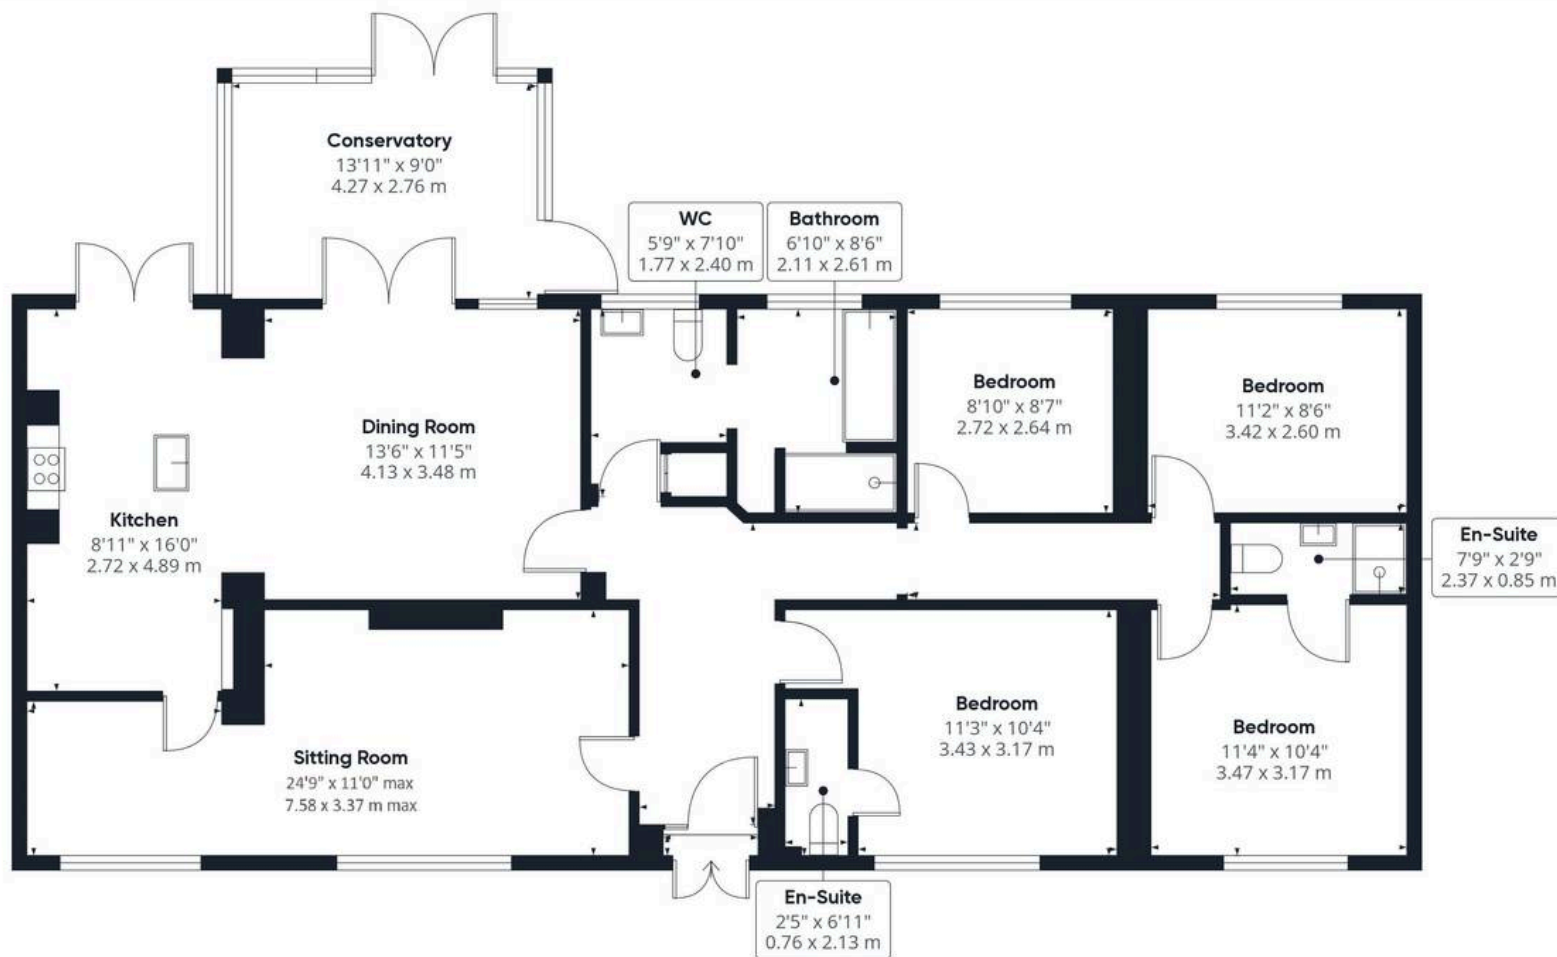 Conservatory
13'11" x 9'0"
4.27 x 2.76 m
WC
5'9" x 7'10"
1.77 x 2.40 m
Bathroom
6'10" x 8'6"
2.11 x 2.61 m
Bedroom
8'10" x 8'7"
2.72 x 2.64 m
Bedroom
11'2" x 8'6"
3.42 x 2.60 m
Dining Room
13'6" x 11'5"
4.13 x 3.48 m
Kitchen
8'11" x 16'0"
2.72 x 4.89 m
En-Suite
7'9" x 2'9"
2.37 x 0.85 m
Sitting Room
24'9" x 11'0" max
7.58 x 3.37 m max
Bedroom
11'3" x 10'4"
3.43 x 3.17 m
Bedroom
11'4" x 10'4"
3.47 x 3.17 m
En-Suite
2'5" x 6'11"
0.76 x 2.13 m